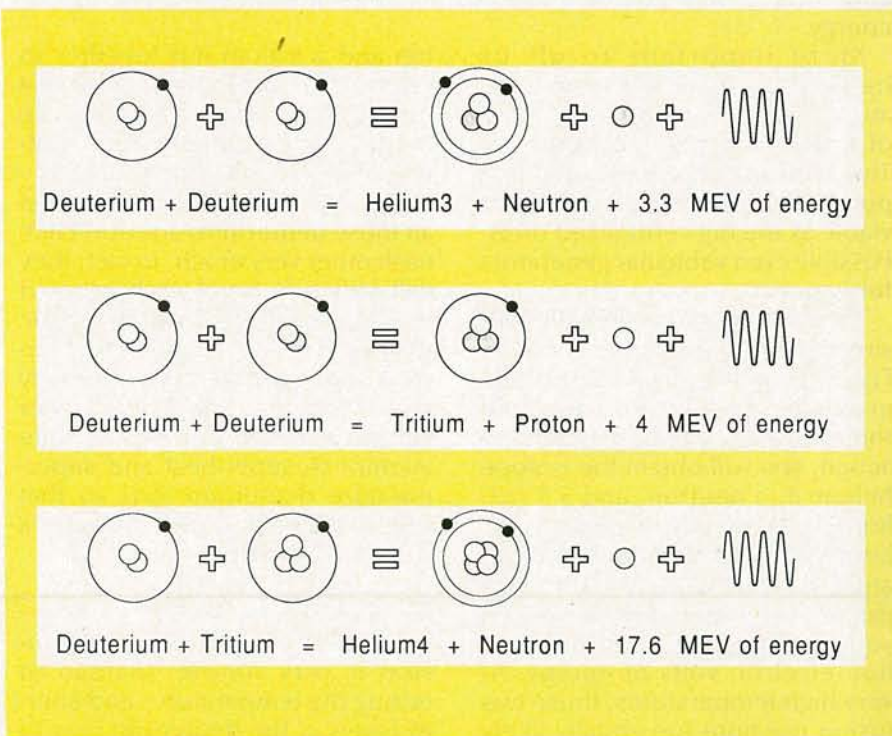 Deuterium + Deuterium = Helium3 + Neutron + 3.3 MEV of energy
Deuterium + Deuterium = Tritium + Proton + 4 MEV of energy
Deuterium + Tritium = Helium4 + Neutron + 17.6 MEV of energy